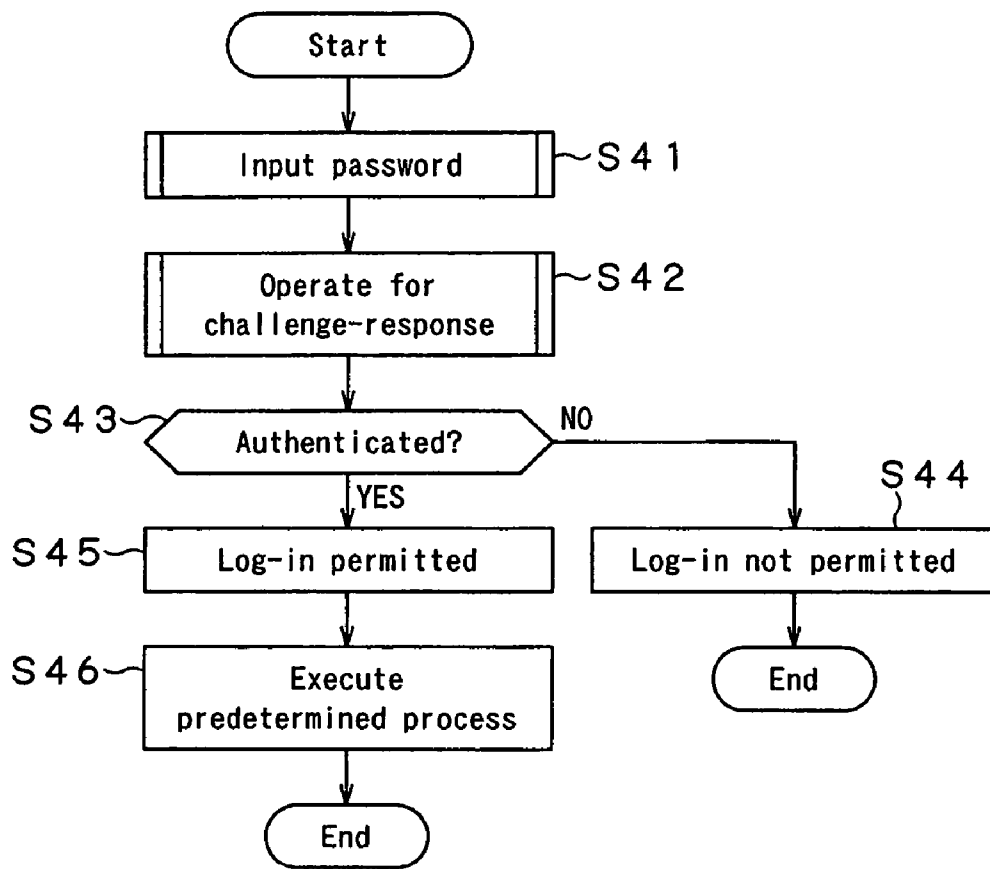 Start
Input password
S41
Operate for
challenge-response
S42
S43
Authenticated?
NO
YES
S44
S45
Log-in permitted
Log-in not permitted
S46
Execute
predetermined process
End
End